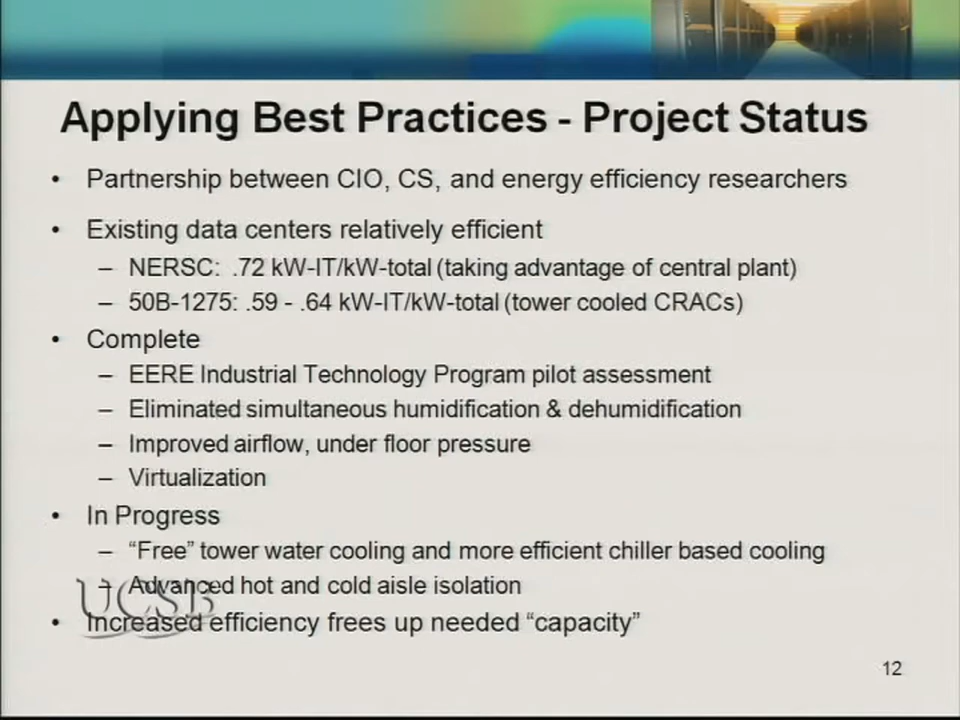 Applying Best Practices - Project Status
• Partnership between CIO, CS, and energy efficiency researchers
• Existing data centers relatively efficient
– NERSC: .72 kW-IT/kW-total (taking advantage of central plant)
– 50B-1275: .59 - .64 kW-IT/kW-total (tower cooled CRACs)
• Complete
– EERE Industrial Technology Program pilot assessment
– Eliminated simultaneous humidification & dehumidification
– Improved airflow, under floor pressure
– Virtualization
• In Progress
– “Free” tower water cooling and more efficient chiller based cooling
– Advanced hot and cold aisle isolation
UCSB
• Increased efficiency frees up needed “capacity”
12